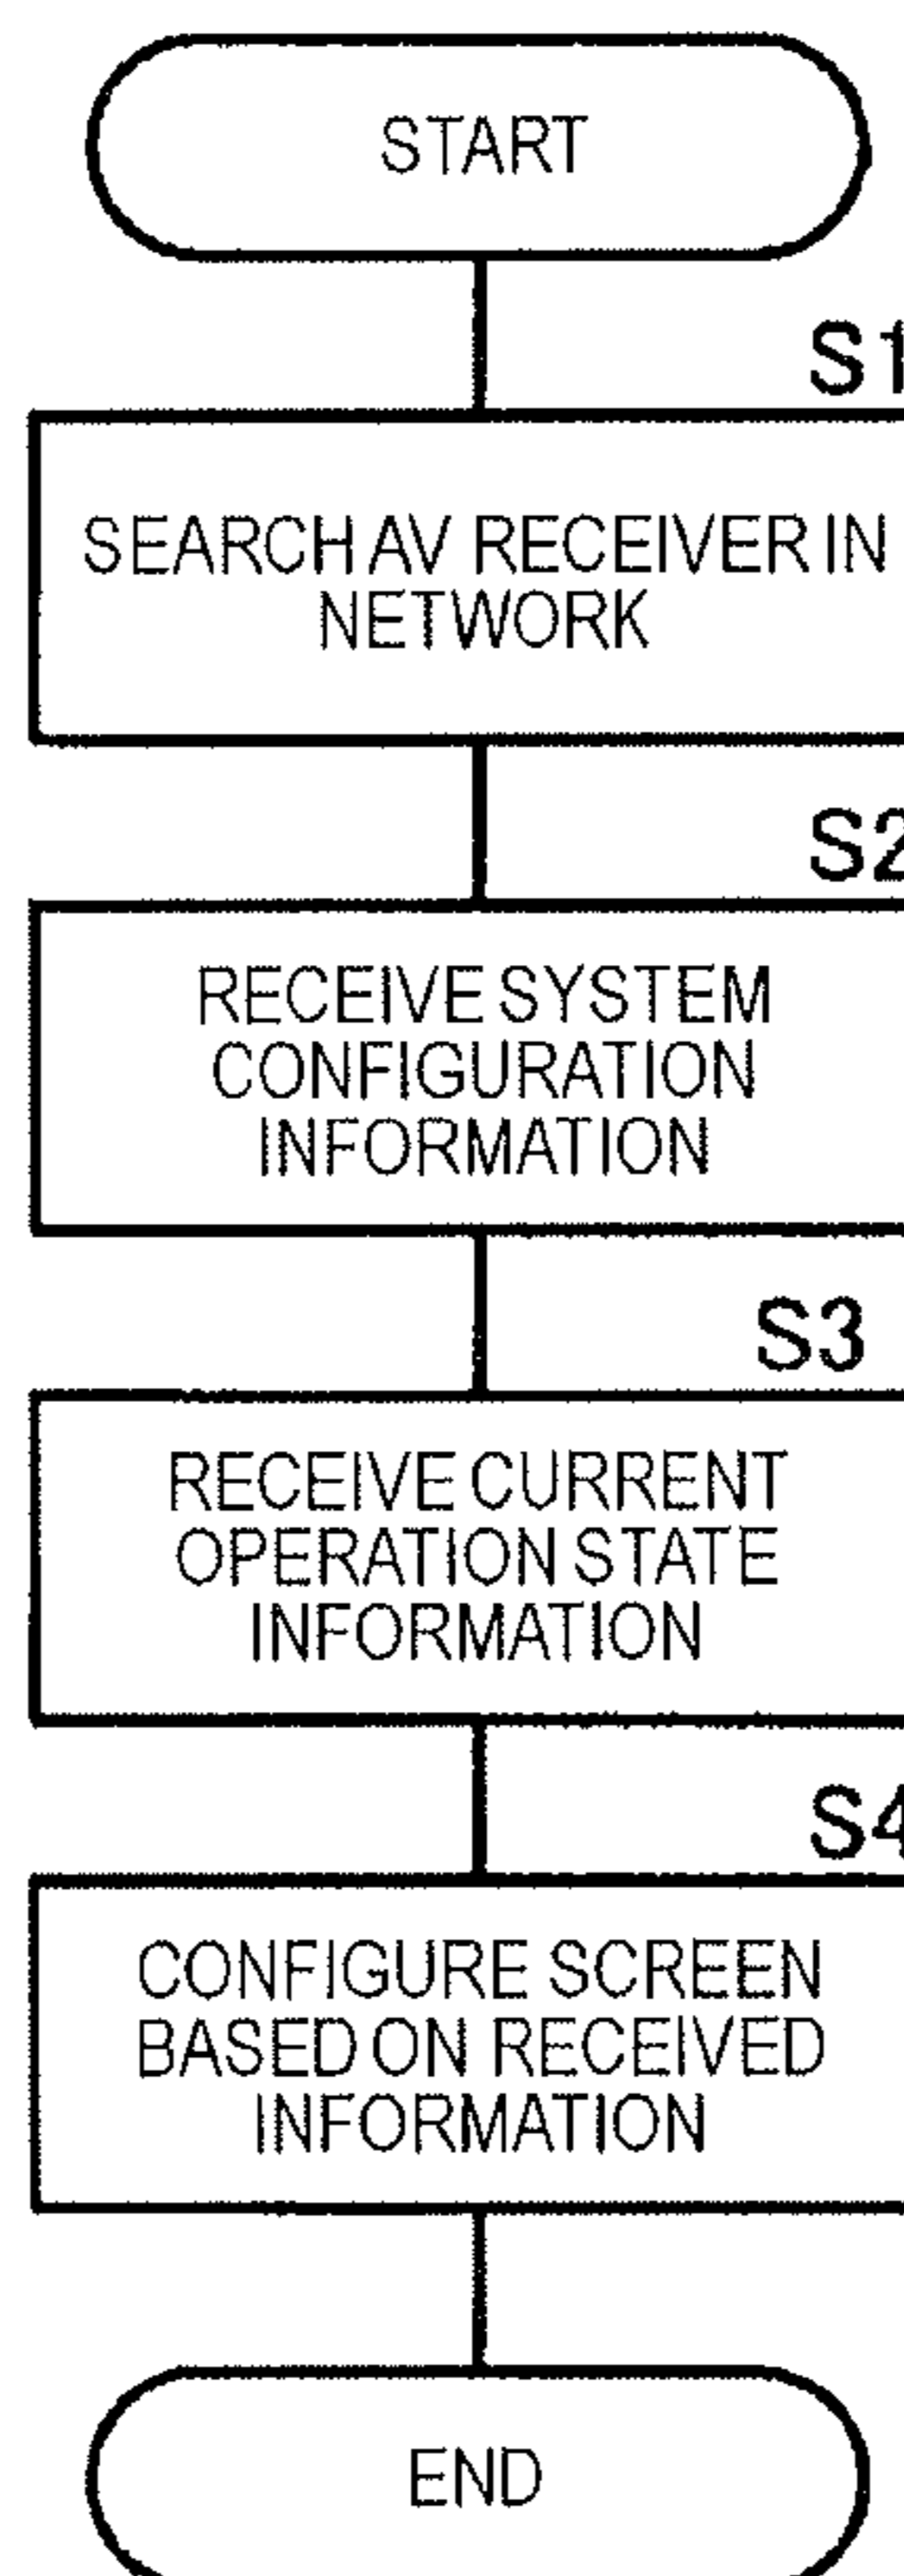 START
S1
SEARCH AV RECEIVER IN
NETWORK
S2
RECEIVE SYSTEM
CONFIGURATION
INFORMATION
S3
RECEIVE CURRENT
OPERATION STATE
INFORMATION
S4
CONFIGURE SCREEN
BASED ON RECEIVED
INFORMATION
END